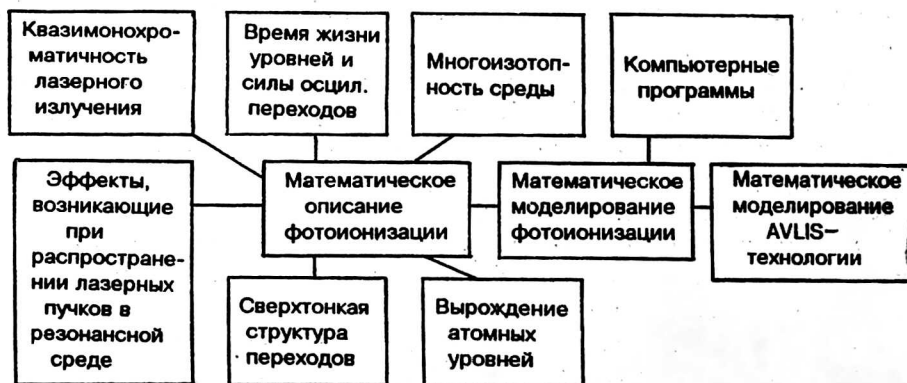 Квазимонохро-
матичность
лазерного
излучения
Время жизни
уровней и
силы осцил.
переходов
Многоизотоп-
ность среды
Компьютерные
программы
Эффекты,
возникающие
при
распростране-
нии лазерных
пучков в
резонансной
среде
Математическое
описание
фотоионизации
Математическое
моделирование
фотоионизации
Математическое
моделирование
AVLIS–
технологии
Сверхтонкая
структура
переходов
Вырождение
атомных
уровней